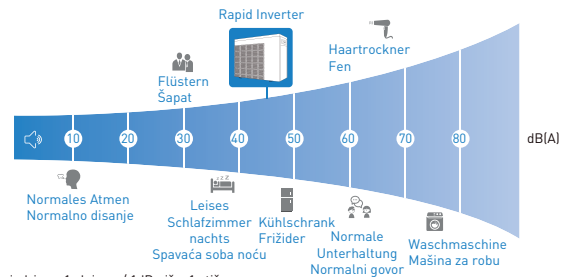 Rapid Inverter
Haartrockner
Fen
Flüstern
Šapat
10
20
30
40
50
60
70
80
dB(A)
Normales Atmen
Normalno disanje
Leises
Schlafzimmer
nachts
Spavaća soba noću
Kühlschrank
Frižider
Normale
Unterhaltung
Normalni govor
Waschmaschine
Mašina za robu